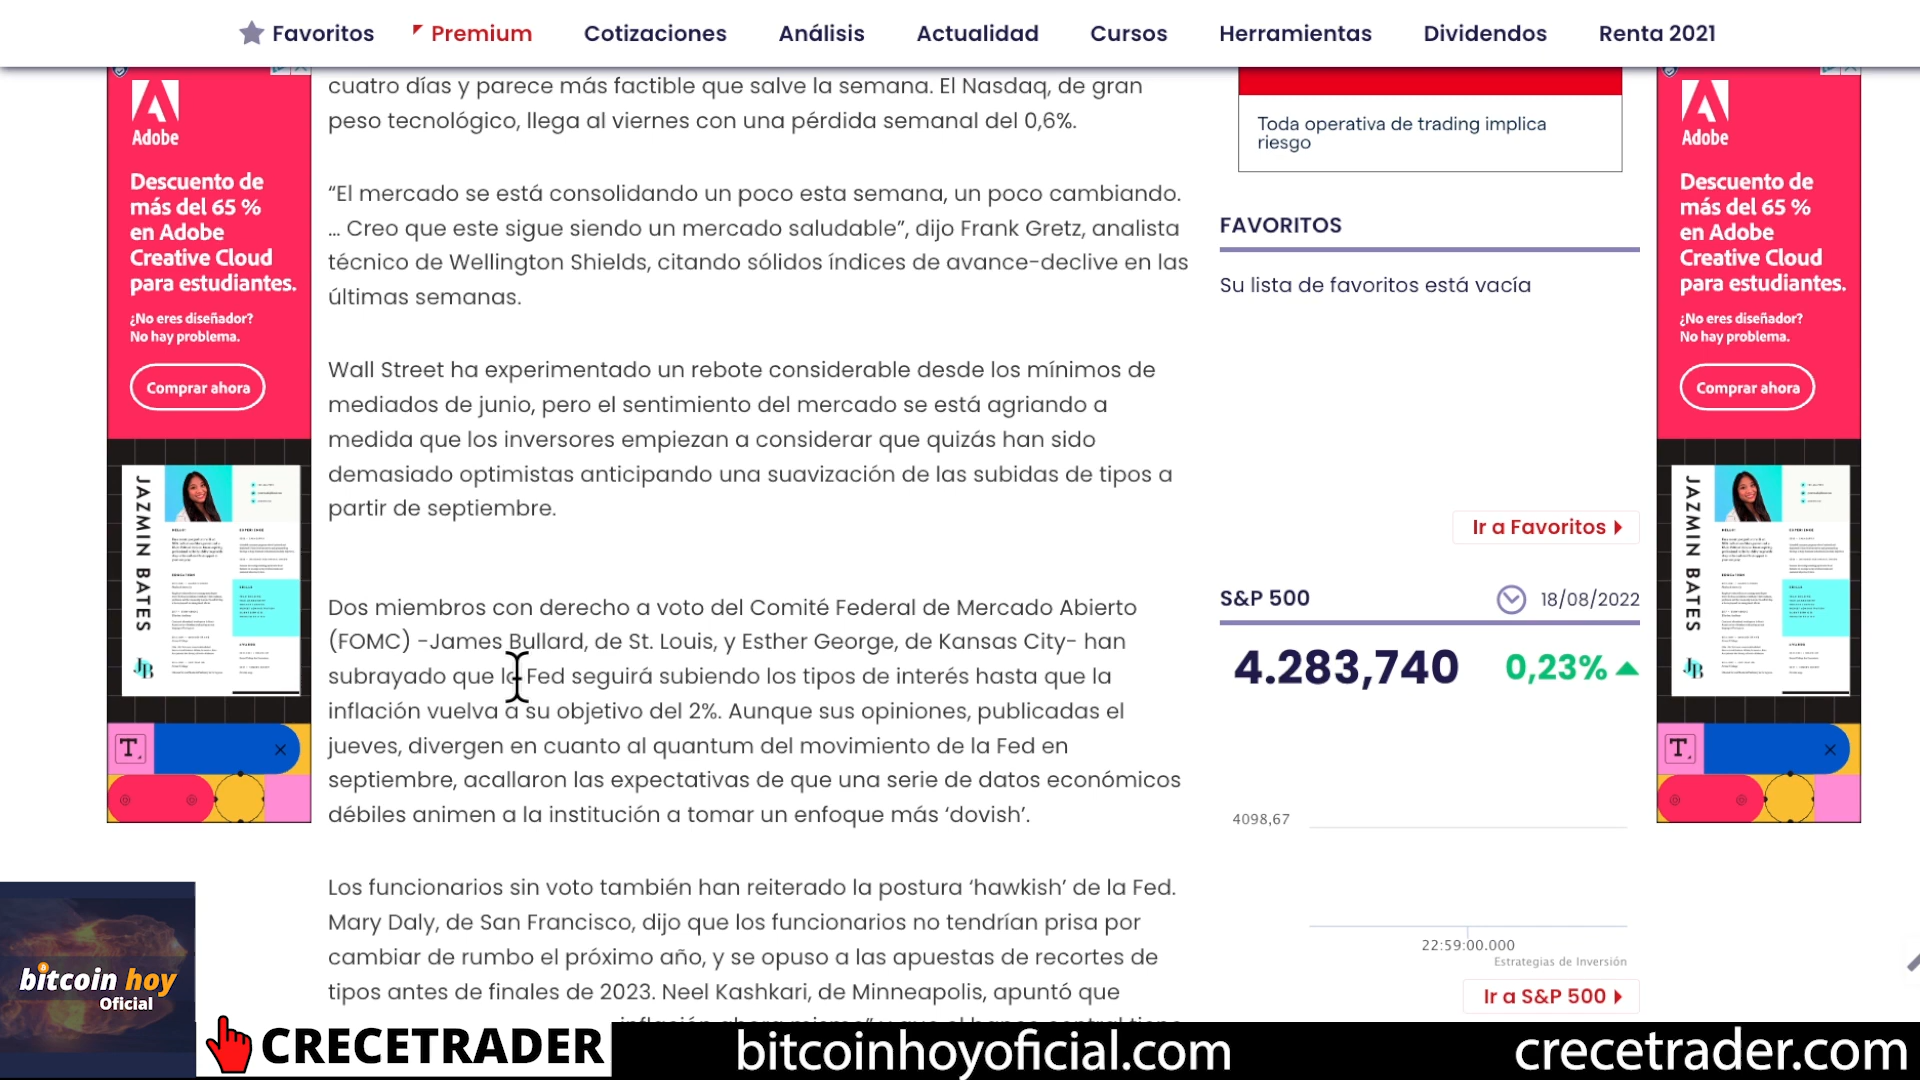 Favoritos Premium Cotizaciones Análisis Actualidad Cursos Herramientas Dividendos Renta 2021
Adobe
Descuento de
más del 65 %
en Adobe
Creative Cloud
para estudiantes.
¿No eres diseñador?
No hay problema.
Comprar ahora
JAZMIN BATES
JB
T
cuatro días y parece más factible que salve la semana. El Nasdaq, de gran
peso tecnológico, llega al viernes con una pérdida semanal del 0,6%.
“El mercado se está consolidando un poco esta semana, un poco cambiando.
... Creo que este sigue siendo un mercado saludable”, dijo Frank Gretz, analista
técnico de Wellington Shields, citando sólidos índices de avance-declive en las
últimas semanas.
Wall Street ha experimentado un rebote considerable desde los mínimos de
mediados de junio, pero el sentimiento del mercado se está agriando a
medida que los inversores empiezan a considerar que quizás han sido
demasiado optimistas anticipando una suavización de las subidas de tipos a
partir de septiembre.
Dos miembros con derecho a voto del Comité Federal de Mercado Abierto
(FOMC) -James Bullard, de St. Louis, y Esther George, de Kansas City- han
subrayado que la Fed seguirá subiendo los tipos de interés hasta que la
inflación vuelva a su objetivo del 2%. Aunque sus opiniones, publicadas el
jueves, divergen en cuanto al quantum del movimiento de la Fed en
septiembre, acallaron las expectativas de que una serie de datos económicos
débiles animen a la institución a tomar un enfoque más ‘dovish’.
Los funcionarios sin voto también han reiterado la postura ‘hawkish’ de la Fed.
Mary Daly, de San Francisco, dijo que los funcionarios no tendrían prisa por
cambiar de rumbo el próximo año, y se opuso a las apuestas de recortes de
tipos antes de finales de 2023. Neel Kashkari, de Minneapolis, apuntó que
Toda operativa de trading implica
riesgo
FAVORITOS
Su lista de favoritos está vacía
Ir a Favoritos
S&P 500 18/08/2022
4.283,740 0,23%
4098,67
22:59:00.000
Estrategias de Inversión
Ir a S&P 500
Adobe
Descuento de
más del 65 %
en Adobe
Creative Cloud
para estudiantes.
¿No eres diseñador?
No hay problema.
Comprar ahora
JAZMIN BATES
JB
T
bitcoin hoy
Oficial
CRECETRADER bitcoinhoyoficial.com crecetrader.com